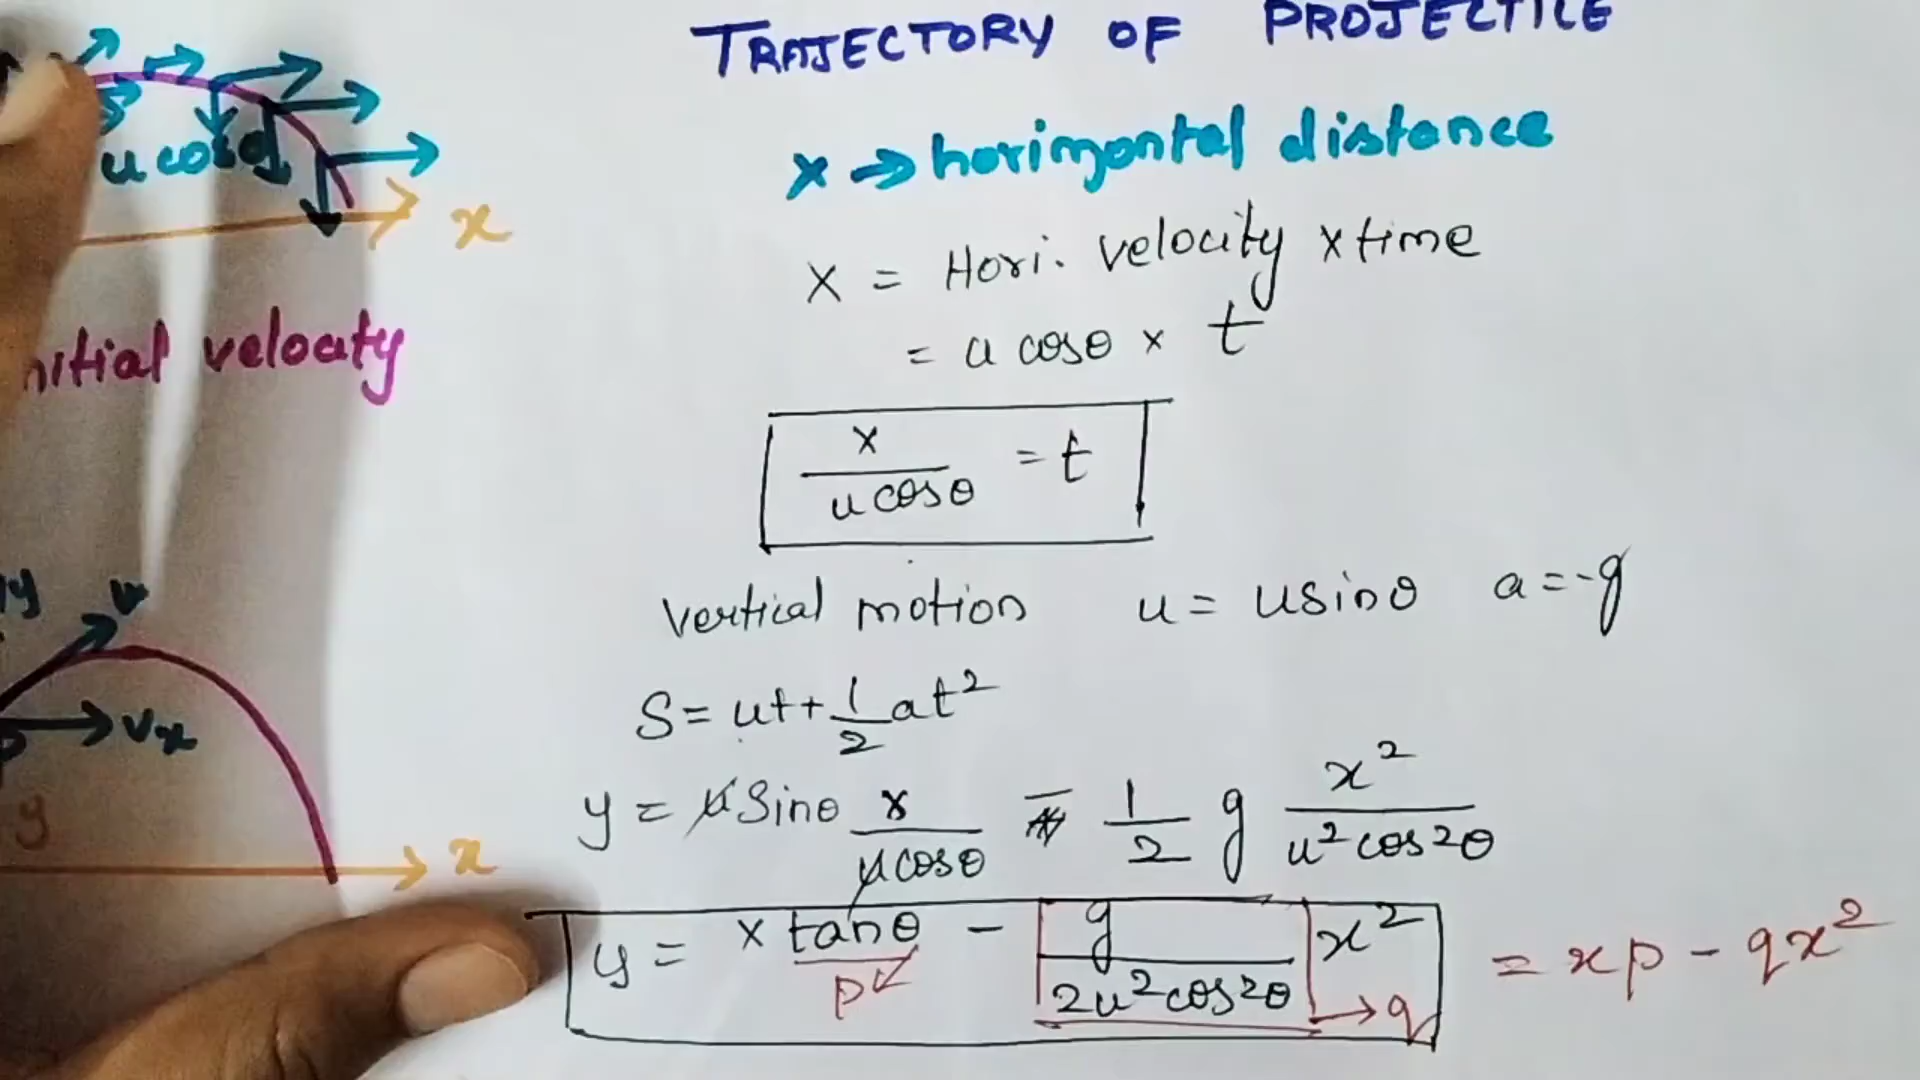 TRAJECTORY OF PROJECTILE
x → horizontal distance
u cosθ
x
X = Hori. velocity x time
= u cosθ x t
initial velocity
x / u cosθ = t
vertical motion u = usinθ a = -g
v
y
S = ut + 1/2 at²
vx
y = u sinθ x / u cosθ - 1/2 g x² / u² cos²θ
y
x
y = x tanθ - g / 2u² cos²θ x² = xp - qx²
p → q